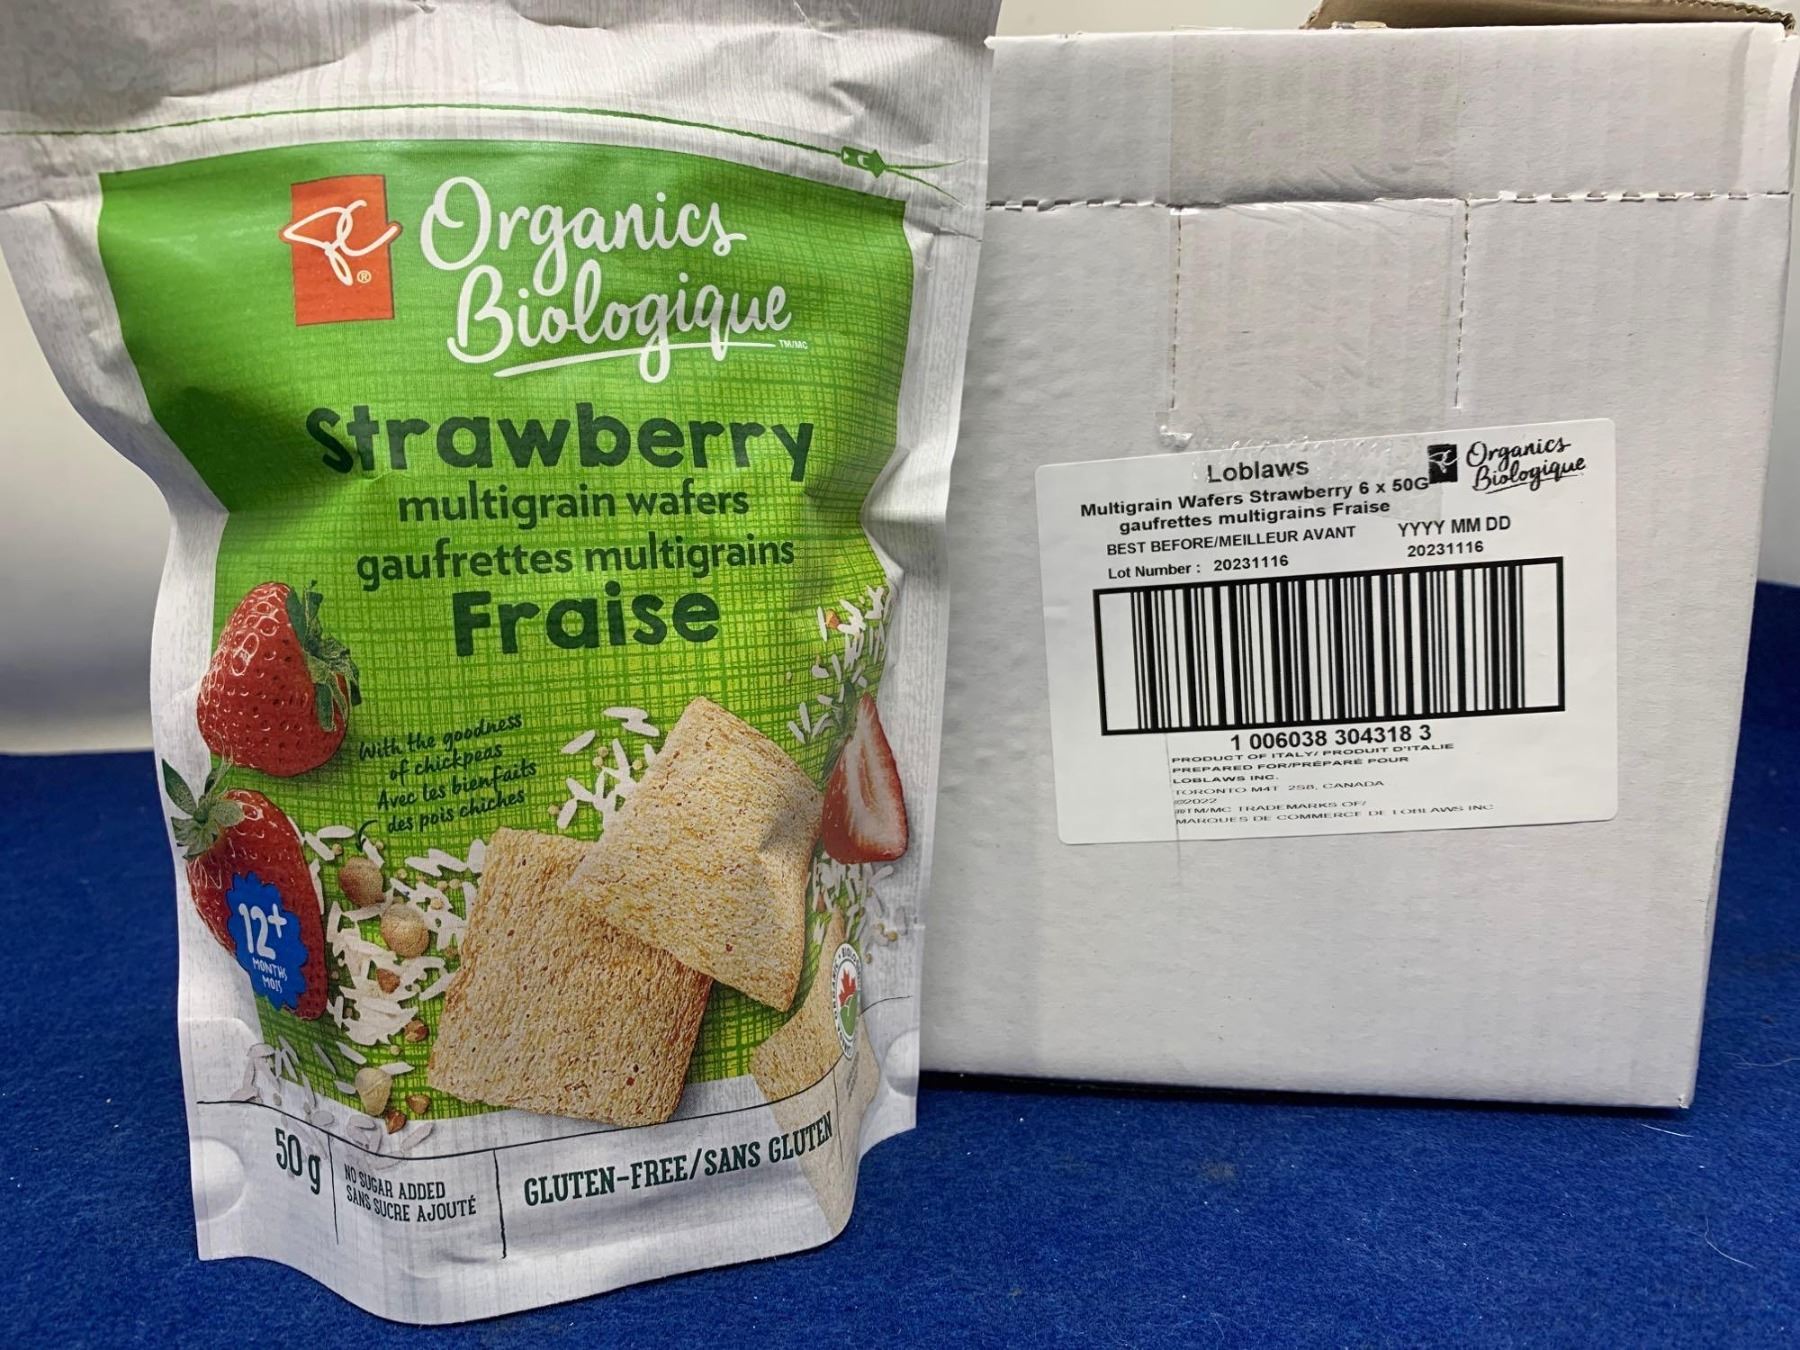 PC ®
Organics
Biologique
TM/MC
Strawberry
multigrain wafers
gaufrettes multigrains
Fraise
With the goodness
of chickpeas
Avec les bienfaits
des pois chiches
12+
MONTHS
MOIS
50 g
NO SUGAR ADDED
SANS SUCRE AJOUTÉ
GLUTEN-FREE/SANS GLUTEN
Loblaws
Organics
Biologique
Multigrain Wafers Strawberry 6 x 50G
gaufrettes multigrains Fraise
BEST BEFORE/MEILLEUR AVANT YYYY MM DD
Lot Number : 20231116 20231116
1 006038 304318 3
PRODUCT OF ITALY/ PRODUIT D'ITALIE
PREPARED FOR/PRÉPARÉ POUR
LOBLAWS INC.
TORONTO M4T 2S8, CANADA
©2022
®TM/MC TRADEMARKS OF/
MARQUES DE COMMERCE DE LOBLAWS INC